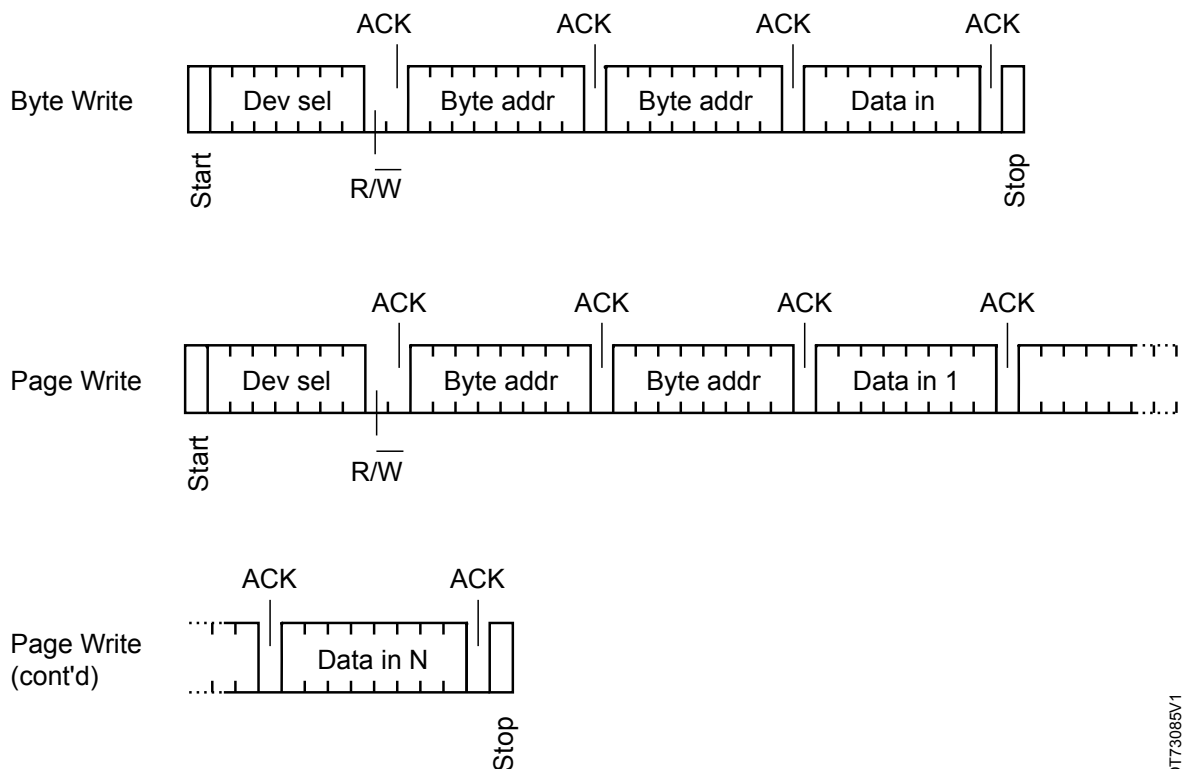 ACK ACK ACK ACK
Byte Write Dev sel Byte addr Byte addr Data in
Start R/W̅ Stop
ACK ACK ACK ACK
Page Write Dev sel Byte addr Byte addr Data in 1
Start R/W̅
ACK ACK
Page Write
(cont'd) Data in N
Stop